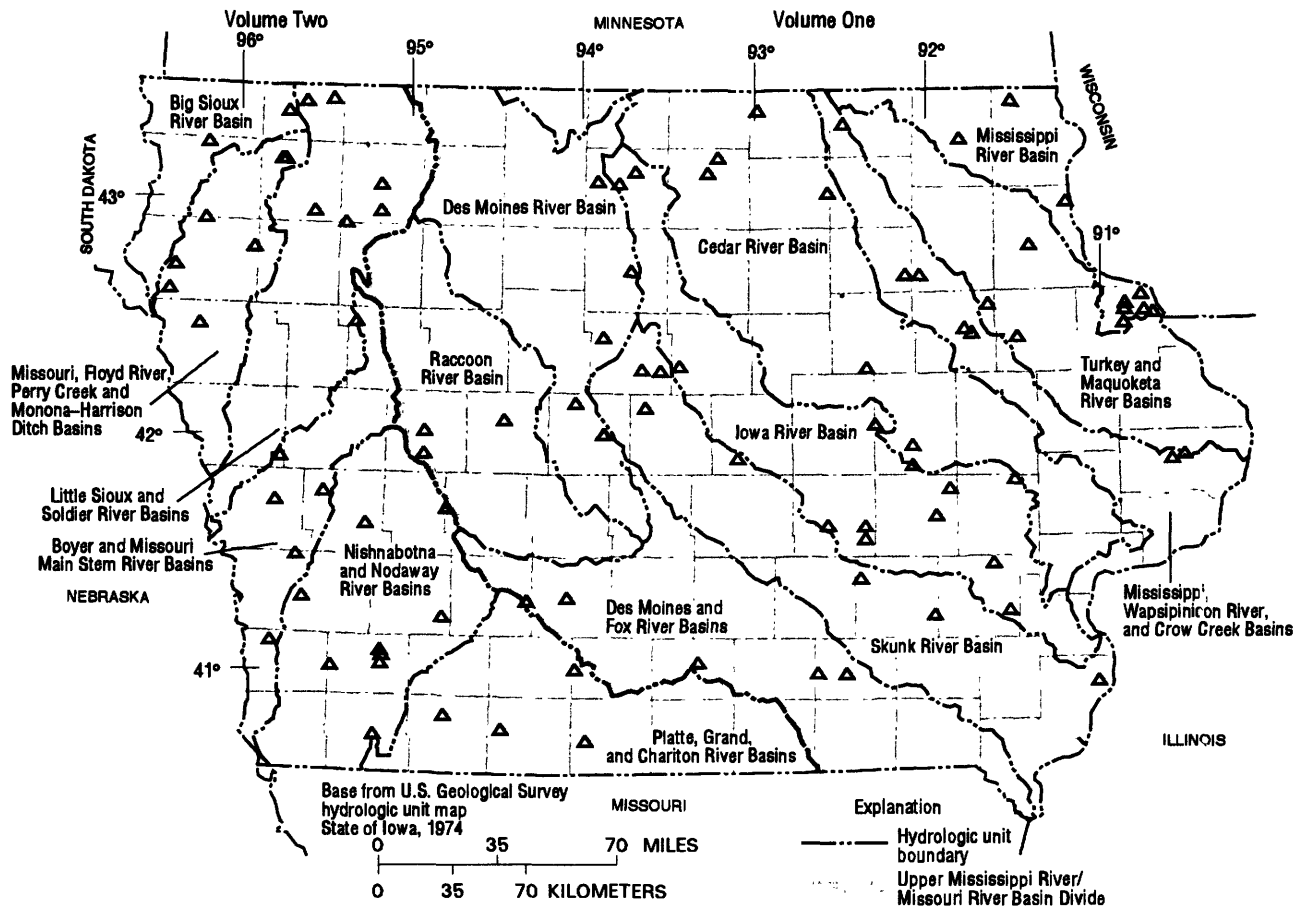 Volume Two
MINNESOTA
Volume One
96°
95°
94°
93°
92°
WISCONSIN
Big Sioux
River Basin
Mississippi
River Basin
SOUTH DAKOTA
43°
Des Moines River Basin
91°
Cedar River Basin
Missouri, Floyd River,
Perry Creek and
Monona–Harrison
Ditch Basins
Raccoon
River Basin
Turkey and
Maquoketa
River Basins
42°
Iowa River Basin
Little Sioux and
Soldier River Basins
Boyer and Missouri
Main Stem River Basins
Nishnabotna
and Nodaway
River Basins
NEBRASKA
Des Moines and
Fox River Basins
Mississipp',
Wapsipinicon River,
and Crow Creek Basins
Skunk River Basin
41°
Platte, Grand,
and Chariton River Basins
ILLINOIS
Base from U.S. Geological Survey
hydrologic unit map
State of Iowa, 1974
MISSOURI
Explanation
0 35 70 MILES
0 35 70 KILOMETERS
Hydrologic unit
boundary
Upper Mississippi River/
Missouri River Basin Divide